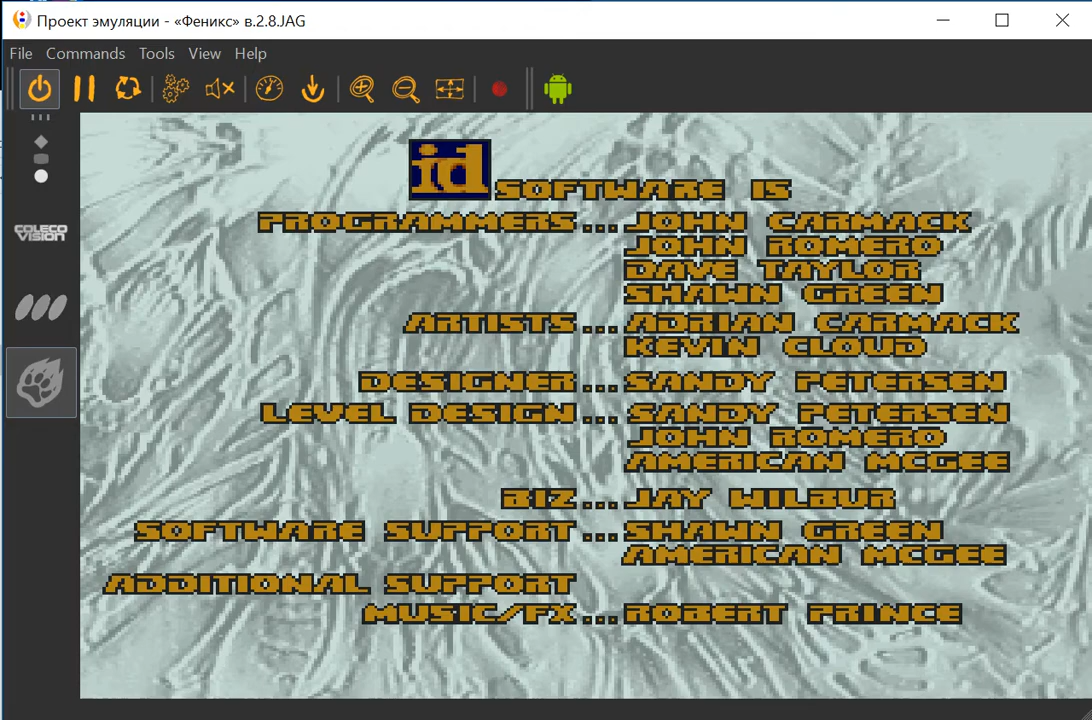 Проект эмуляции - «Феникс» в.2.8.JAG
File Commands Tools View Help
COLECO
VISION
id SOFTWARE IS
PROGRAMMERS...JOHN CARMACK
JOHN ROMERO
DAVE TAYLOR
SHAWN GREEN
ARTISTS...ADRIAN CARMACK
KEVIN CLOUD
DESIGNER...SANDY PETERSEN
LEVEL DESIGN...SANDY PETERSEN
JOHN ROMERO
AMERICAN MCGEE
BIZ...JAY WILBUR
SOFTWARE SUPPORT...SHAWN GREEN
AMERICAN MCGEE
ADDITIONAL SUPPORT
MUSIC/FX...ROBERT PRINCE